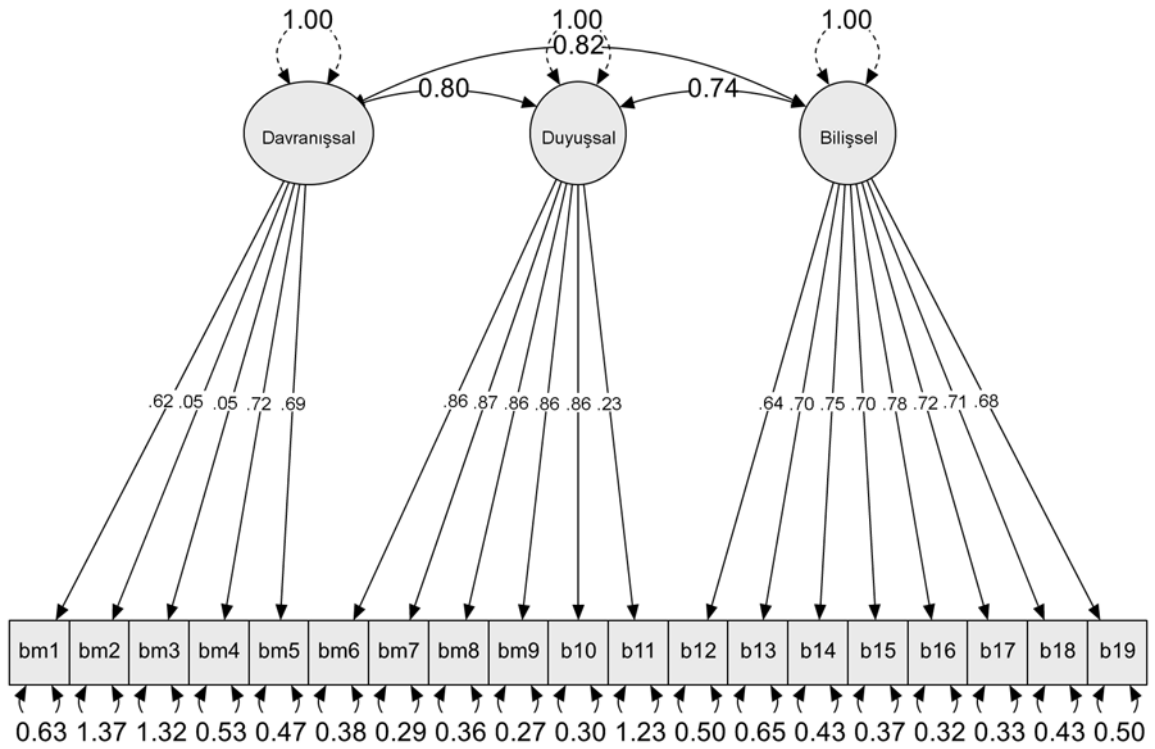 1.00 1.00 1.00
0.82
0.80 0.74
Davranışsal Duyuşsal Bilişsel
.62 .05 .05 .72 .69 .86 .87 .86 .86 .86 .23 .64 .70 .75 .70 .78 .72 .71 .68
bm1 bm2 bm3 bm4 bm5 bm6 bm7 bm8 bm9 b10 b11 b12 b13 b14 b15 b16 b17 b18 b19
0.63 1.37 1.32 0.53 0.47 0.38 0.29 0.36 0.27 0.30 1.23 0.50 0.65 0.43 0.37 0.32 0.33 0.43 0.50